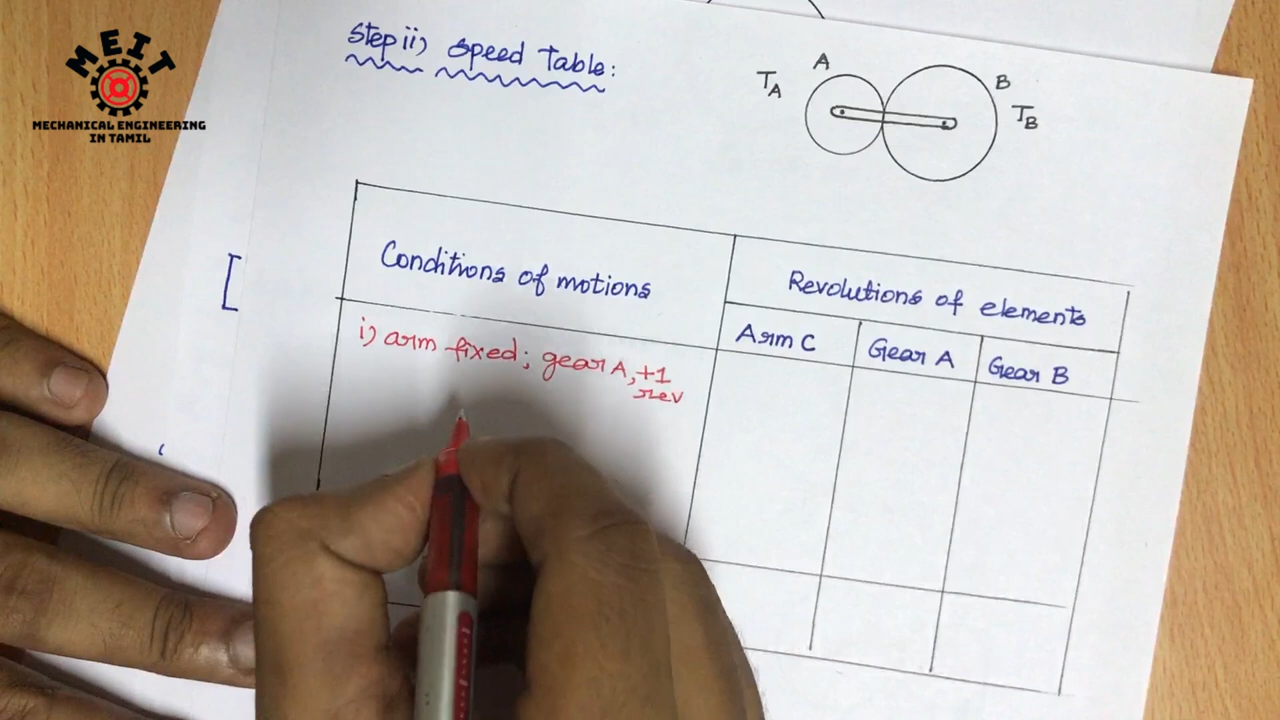 MEIT
MECHANICAL ENGINEERING
IN TAMIL
Step ii) Speed Table:
A
TA
B
TB
Conditions of motions
Revolutions of elements
Arm C
Gear A
Gear B
i) arm fixed; gear A, +1
rev